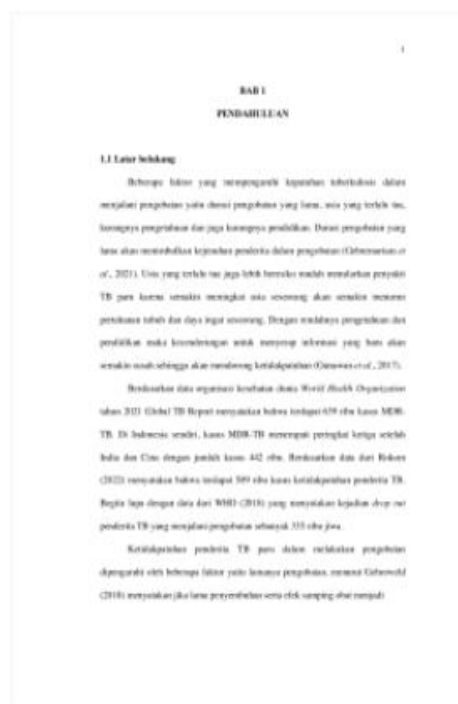 1
BAB 1
PENDAHULUAN
1.1 Latar belakang
Beberapa faktor yang mempengaruhi kepatuhan tuberkulosis dalam
menjalani pengobatan yaitu durasi pengobatan yang lama, usia yang terlalu tua,
kurangnya pengetahuan dan juga kurangnya pendidikan. Durasi pengobatan yang
lama akan menimbulkan kejenuhan penderita dalam pengobatan (Gebremariam et
al., 2021). Usia yang terlalu tua juga lebih beresiko mudah menularkan penyakit
TB paru karena semakin meningkat usia seseorang akan semakin menurun
pertahanan tubuh dan daya ingat seseorang. Dengan rendahnya pengetahuan dan
pendidikan maka kecenderungan untuk menyerap informasi yang baru akan
semakin susah sehingga akan mendorong ketidakpatuhan (Gunawan et al., 2017).
Berdasarkan data organisasi kesehatan dunia World Health Organization
tahun 2021 Global TB Report menyatakan bahwa terdapat 639 ribu kasus MDR-
TB. Di Indonesia sendiri, kasus MDR-TB menempati peringkat ketiga setelah
India dan Cina dengan jumlah kasus 442 ribu. Berdasarkan data dari
(2022) menyatakan bahwa terdapat 509 ribu kasus ketidakpatuhan penderita TB.
Begitu juga dengan data dari WHO (2018) yang menyatakan kejadian drop out
penderita TB yang menjalani pengobatan sebanyak 335 ribu jiwa.
Ketidakpatuhan penderita TB paru dalam melakukan pengobatan
dipengaruhi oleh beberapa faktor yaitu lamanya pengobatan, menurut
(2018) menyatakan jika lama penyembuhan serta efek samping obat menjadi